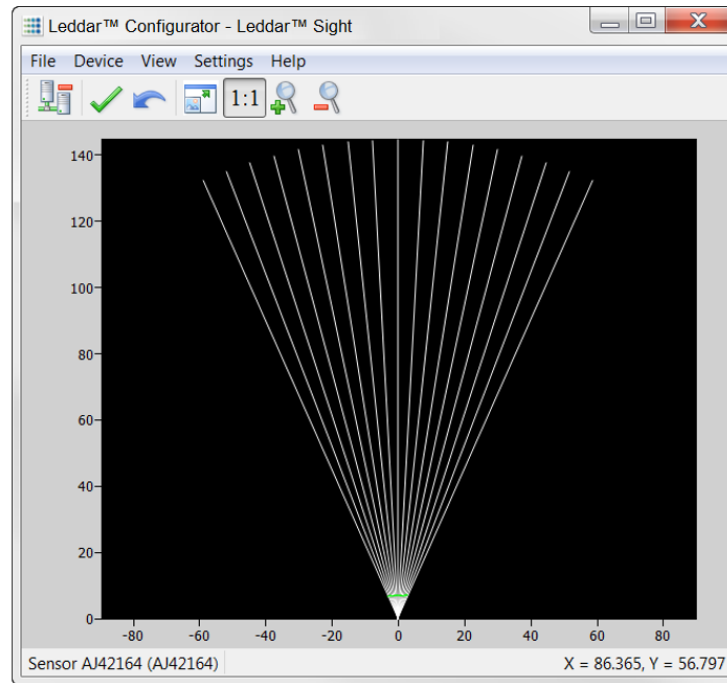 Leddar™ Configurator - Leddar™ Sight
File Device View Settings Help
1:1
140
120
100
80
60
40
20
0
-80 -60 -40 -20 0 20 40 60 80
Sensor AJ42164 (AJ42164) X = 86.365, Y = 56.797